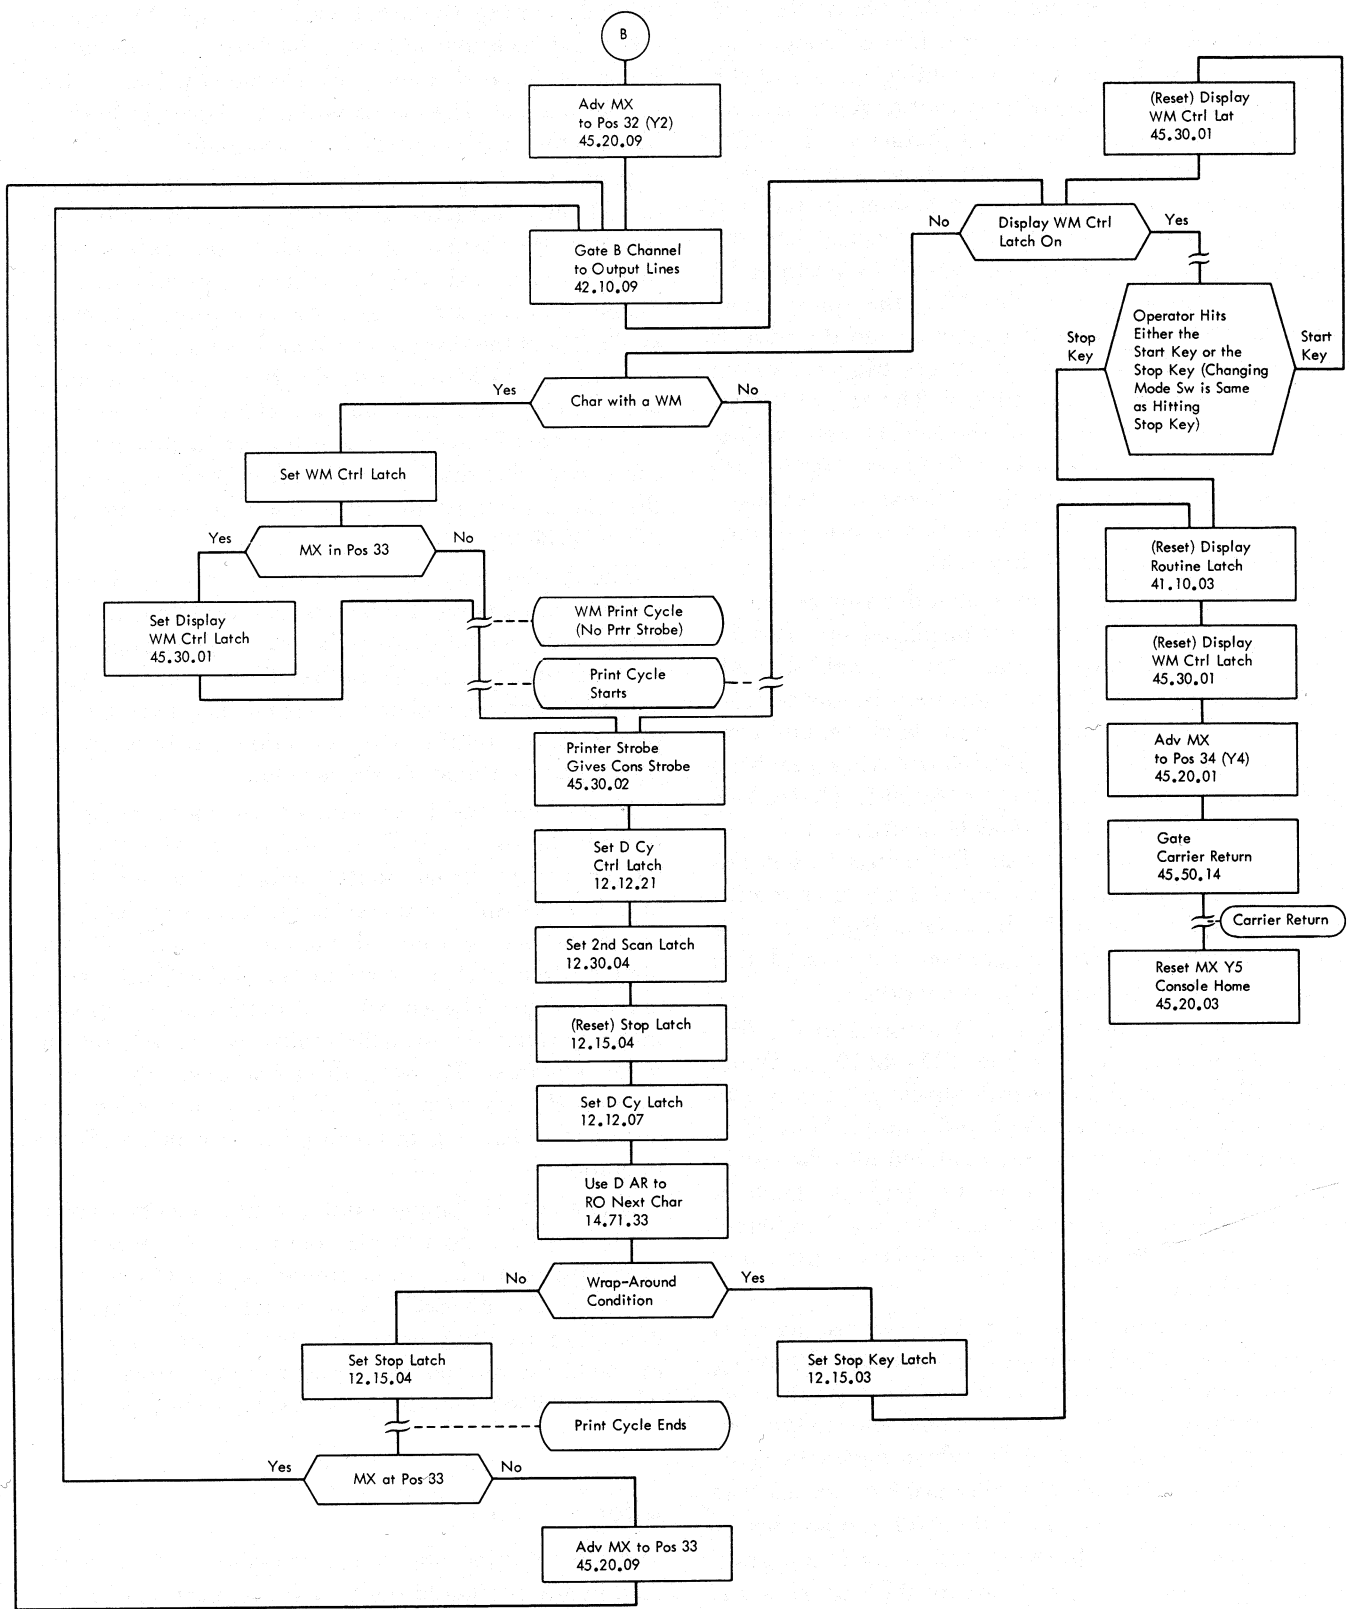 B
Adv MX
to Pos 32 (Y2)
45.20.09
(Reset) Display
WM Ctrl Lat
45.30.01
Gate B Channel
to Output Lines
42.10.09
No
Display WM Ctrl
Latch On
Yes
Operator Hits
Either the
Start Key or the
Stop Key (Changing
Mode Sw is Same
as Hitting
Stop Key)
Stop
Key
Start
Key
Yes
Char with a WM
No
Set WM Ctrl Latch
Yes
MX in Pos 33
No
Set Display
WM Ctrl Latch
45.30.01
WM Print Cycle
(No Prtr Strobe)
Print Cycle
Starts
Printer Strobe
Gives Cons Strobe
45.30.02
Set D Cy
Ctrl Latch
12.12.21
Set 2nd Scan Latch
12.30.04
(Reset) Stop Latch
12.15.04
Set D Cy Latch
12.12.07
Use D AR to
RO Next Char
14.71.33
No
Wrap-Around
Condition
Yes
Set Stop Latch
12.15.04
Set Stop Key Latch
12.15.03
Print Cycle Ends
Yes
MX at Pos 33
No
Adv MX to Pos 33
45.20.09
(Reset) Display
Routine Latch
41.10.03
(Reset) Display
WM Ctrl Latch
45.30.01
Adv MX
to Pos 34 (Y4)
45.20.01
Gate
Carrier Return
45.50.14
Carrier Return
Reset MX Y5
Console Home
45.20.03